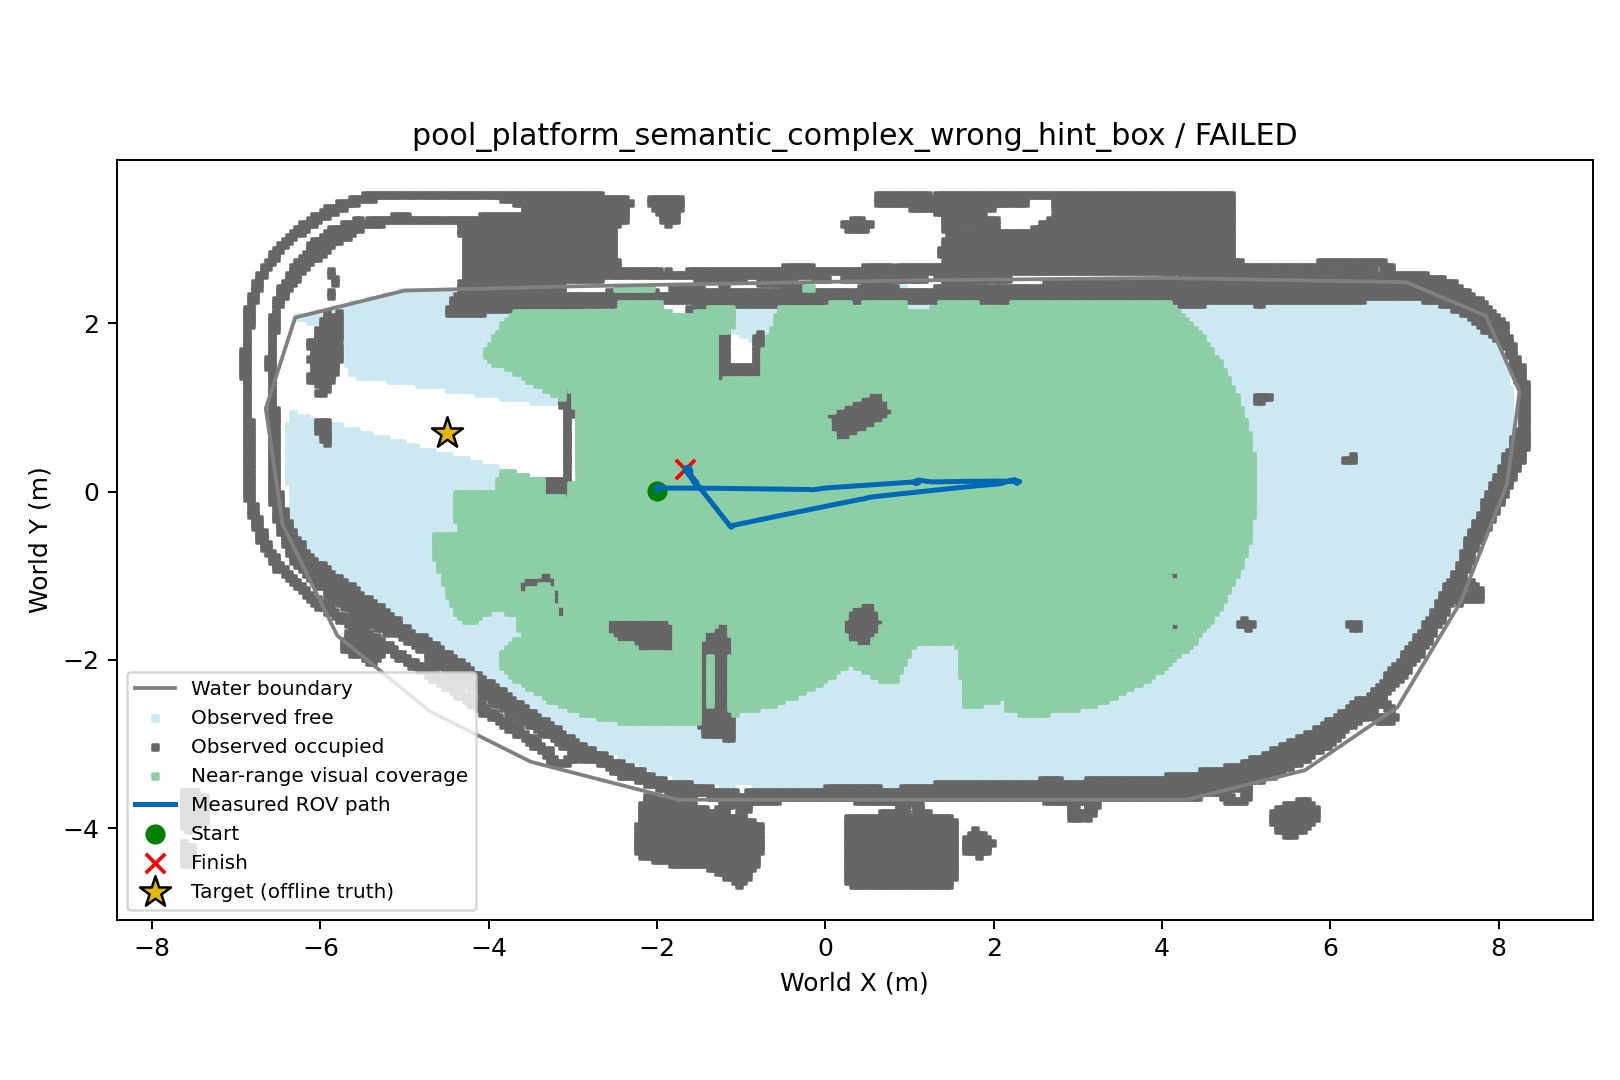 pool_platform_semantic_complex_wrong_hint_box / FAILED
World Y (m)
2
0
−2
−4
Water boundary
Observed free
Observed occupied
Near-range visual coverage
Measured ROV path
Start
Finish
Target (offline truth)
−8 −6 −4 −2 0 2 4 6 8
World X (m)